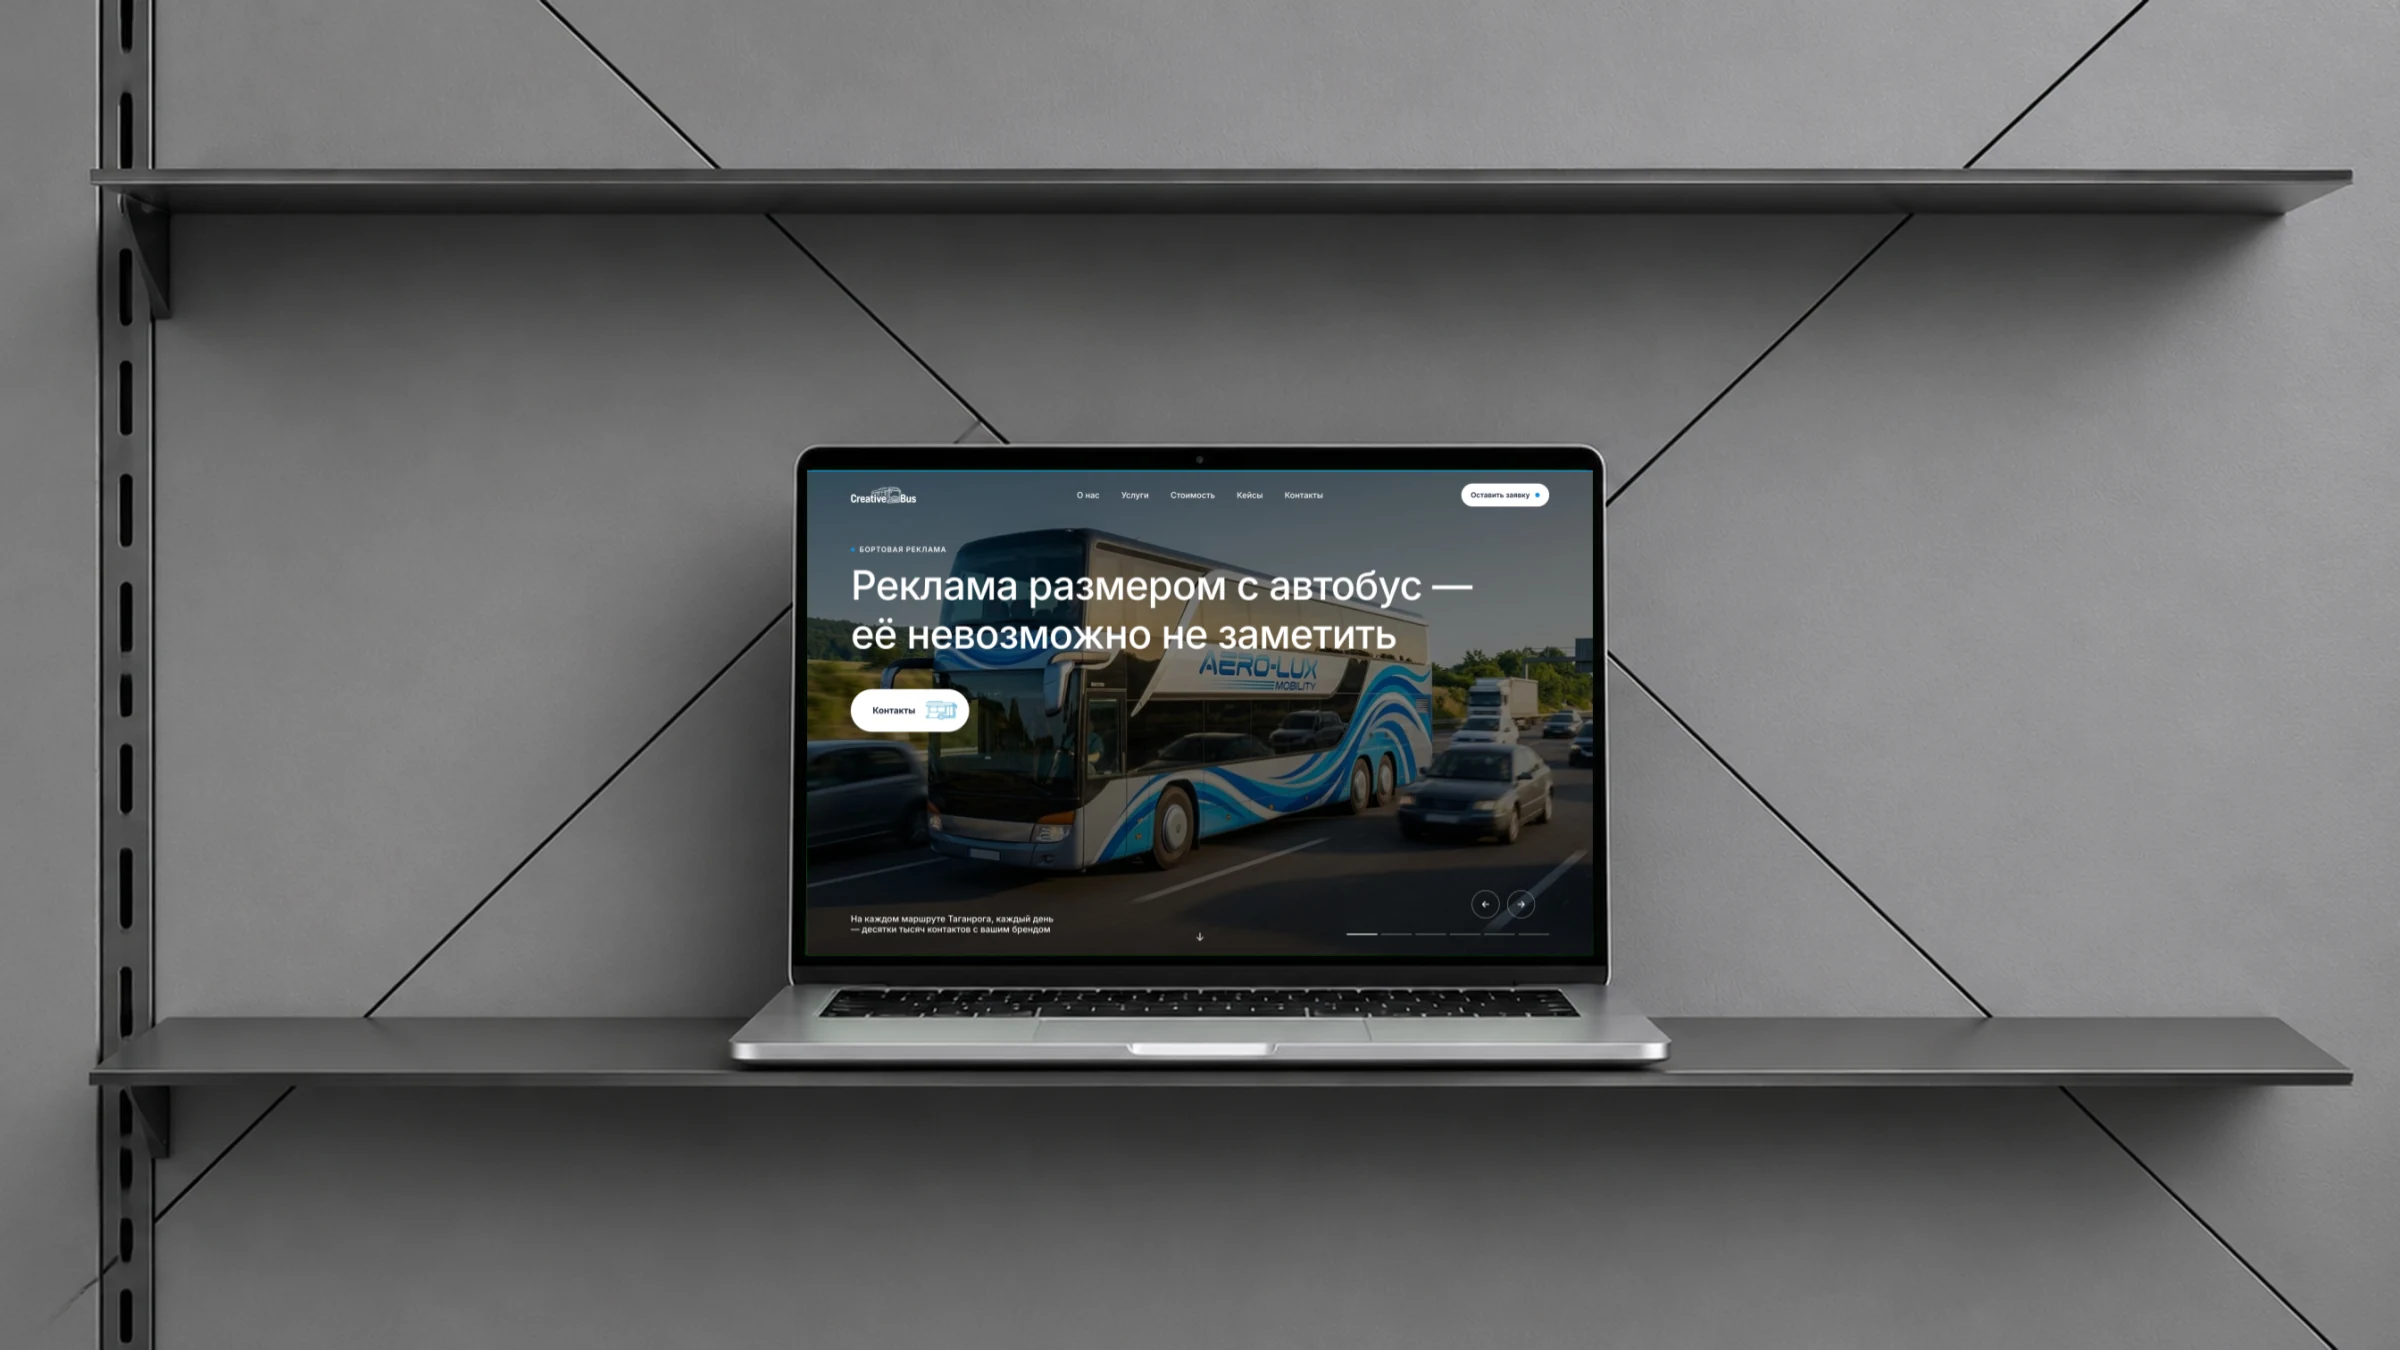 Creative Bus
О нас
Услуги
Стоимость
Кейсы
Контакты
Оставить заявку
БОРТОВАЯ РЕКЛАМА
Реклама размером с автобус —
её невозможно не заметить
AERO-LUX
MOBILITY
Контакты
На каждом маршруте Таганрога, каждый день
— десятки тысяч контактов с вашим брендом